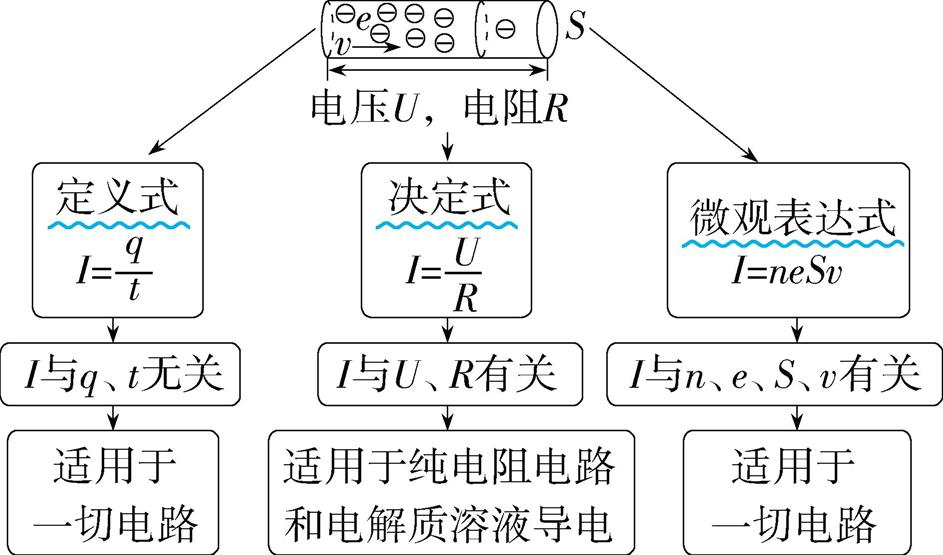 ⊖ e ⊖ ⊖ ⊖ ⊖ ⊖ ⊖ ⊖ ⊖ S
v
电压U，电阻R
定义式
I=q/t
决定式
I=U/R
微观表达式
I=neSv
I与q、t无关
I与U、R有关
I与n、e、S、v有关
适用于
一切电路
适用于纯电阻电路
和电解质溶液导电
适用于
一切电路